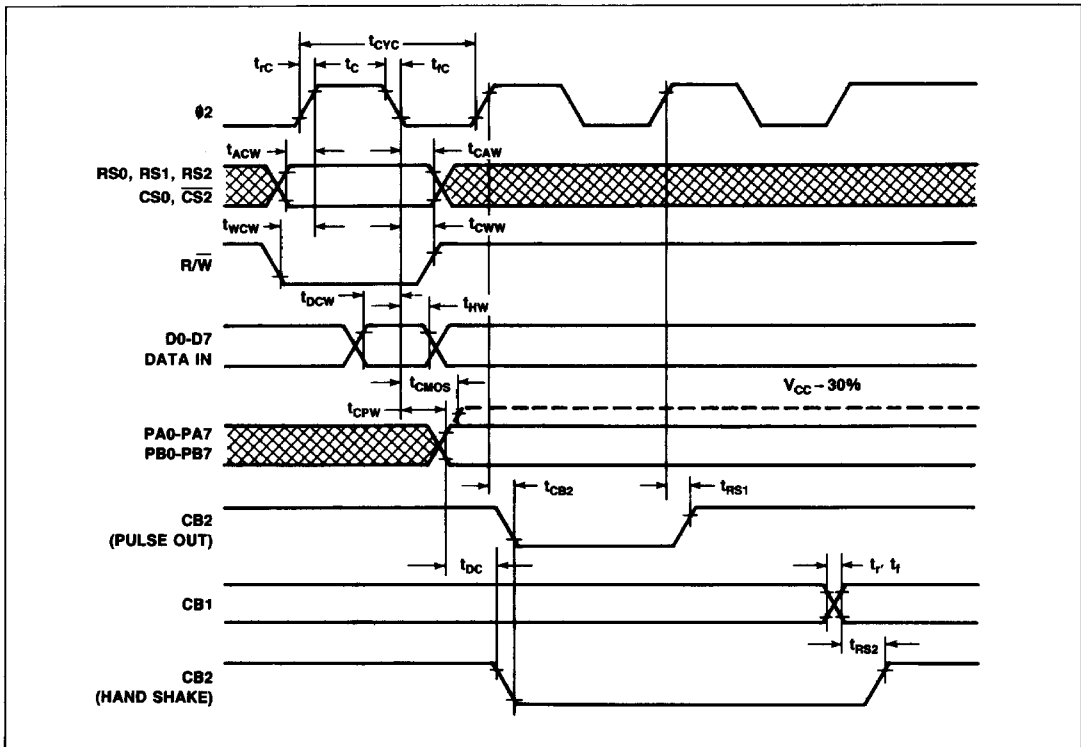 tCYC
trC tC tfC
ϕ2
tACW tCAW
RS0, RS1, RS2
CS0, C̅S̅2̅
tWCW tCWW
R/W̅
tDCW tHW
D0-D7
DATA IN
tCMOS VCC – 30%
tCPW
PA0-PA7
PB0-PB7
tCB2 tRS1
CB2
(PULSE OUT)
tDC tr, tf
CB1
tRS2
CB2
(HAND SHAKE)